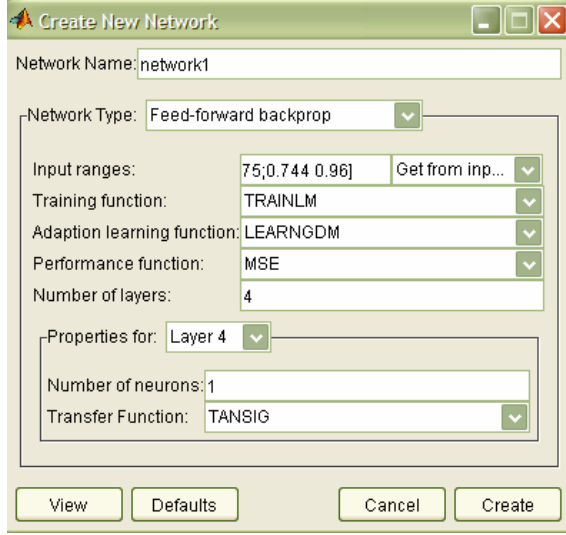 Create New Network
Network Name: network1
Network Type: Feed-forward backprop
Input ranges: 75;0.744 0.96] Get from inp...
Training function: TRAINLM
Adaption learning function: LEARNGDM
Performance function: MSE
Number of layers: 4
Properties for: Layer 4
Number of neurons: 1
Transfer Function: TANSIG
View Defaults Cancel Create